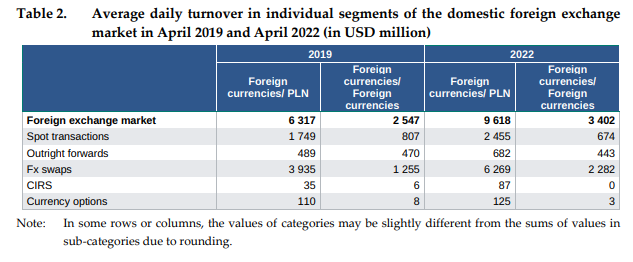 Table 2. Average daily turnover in individual segments of the domestic foreign exchange
market in April 2019 and April 2022 (in USD million)
2019 2022
Foreign currencies/ PLN Foreign currencies/ Foreign currencies Foreign currencies/ PLN Foreign currencies/ Foreign currencies
Foreign exchange market 6 317 2 547 9 618 3 402
Spot transactions 1 749 807 2 455 674
Outright forwards 489 470 682 443
Fx swaps 3 935 1 255 6 269 2 282
CIRS 35 6 87 0
Currency options 110 8 125 3
Note: In some rows or columns, the values of categories may be slightly different from the sums of values in
sub-categories due to rounding.